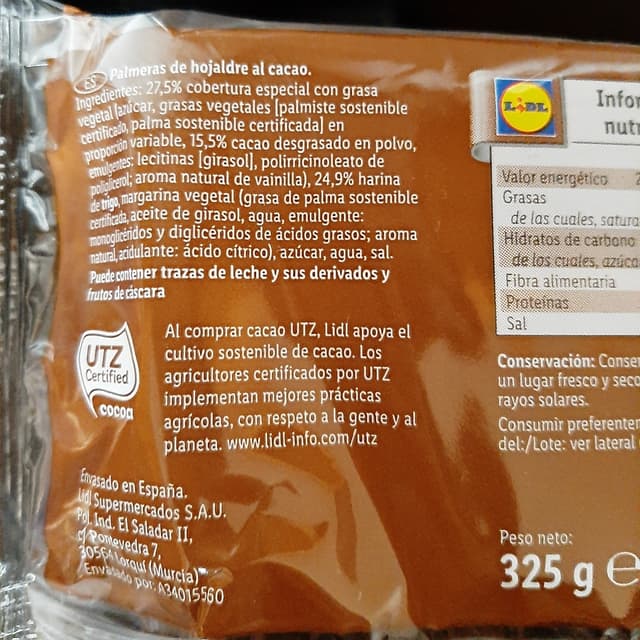 ES Palmeras de hojaldre al cacao.
Ingredientes: 27,5% cobertura especial con grasa
vegetal [azúcar, grasas vegetales [palmiste sostenible
certificado, palma sostenible certificada] en
proporción variable, 15,5% cacao desgrasado en polvo,
emulgentes: lecitinas [girasol], polirricinoleato de
poliglicerol; aroma natural de vainilla), 24,9% harina
de trigo, margarina vegetal (grasa de palma sostenible
certificada, aceite de girasol, agua, emulgente:
monoglicéridos y diglicéridos de ácidos grasos; aroma
natural, acidulante: ácido cítrico), azúcar, agua, sal.
Puede contener trazas de leche y sus derivados y
frutos de cáscara
UTZ
Certified
cocoa
Al comprar cacao UTZ, Lidl apoya el
cultivo sostenible de cacao. Los
agricultores certificados por UTZ
implementan mejores prácticas
agrícolas, con respeto a la gente y al
planeta. www.lidl-info.com/utz
Envasado en España.
Lidl Supermercados S.A.U.
Pol. Ind. El Saladar II,
c/ Pontevedra 7,
30564 Lorquí (Murcia)
Envasado por: A34015560
LIDL
Infor
nutr
Valor energético 2
Grasas
de las cuales, satura
Hidratos de carbono
de los cuales, azúca
Fibra alimentaria
Proteínas
Sal
Conservación: Conser
un lugar fresco y seco
rayos solares.
Consumir preferenter
del:/Lote: ver lateral
Peso neto:
325 g e